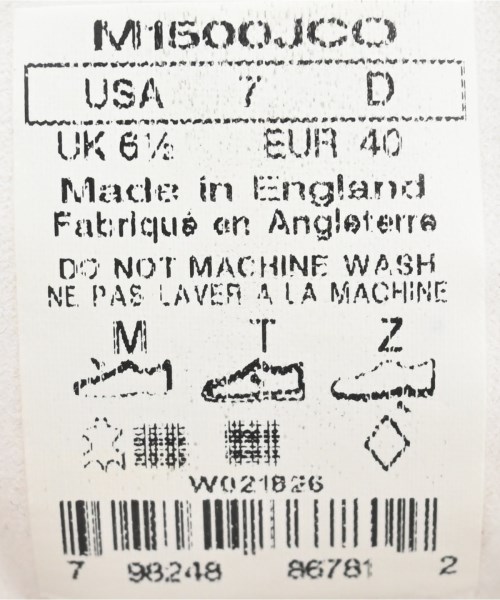 M1500JCO
USA 7 D
UK 6½ EUR 40
Made in England
Fabriqué en Angleterre
DO NOT MACHINE WASH
NE PAS LAVER A LA MACHINE
M T Z
W021826
7 98248 86781 2